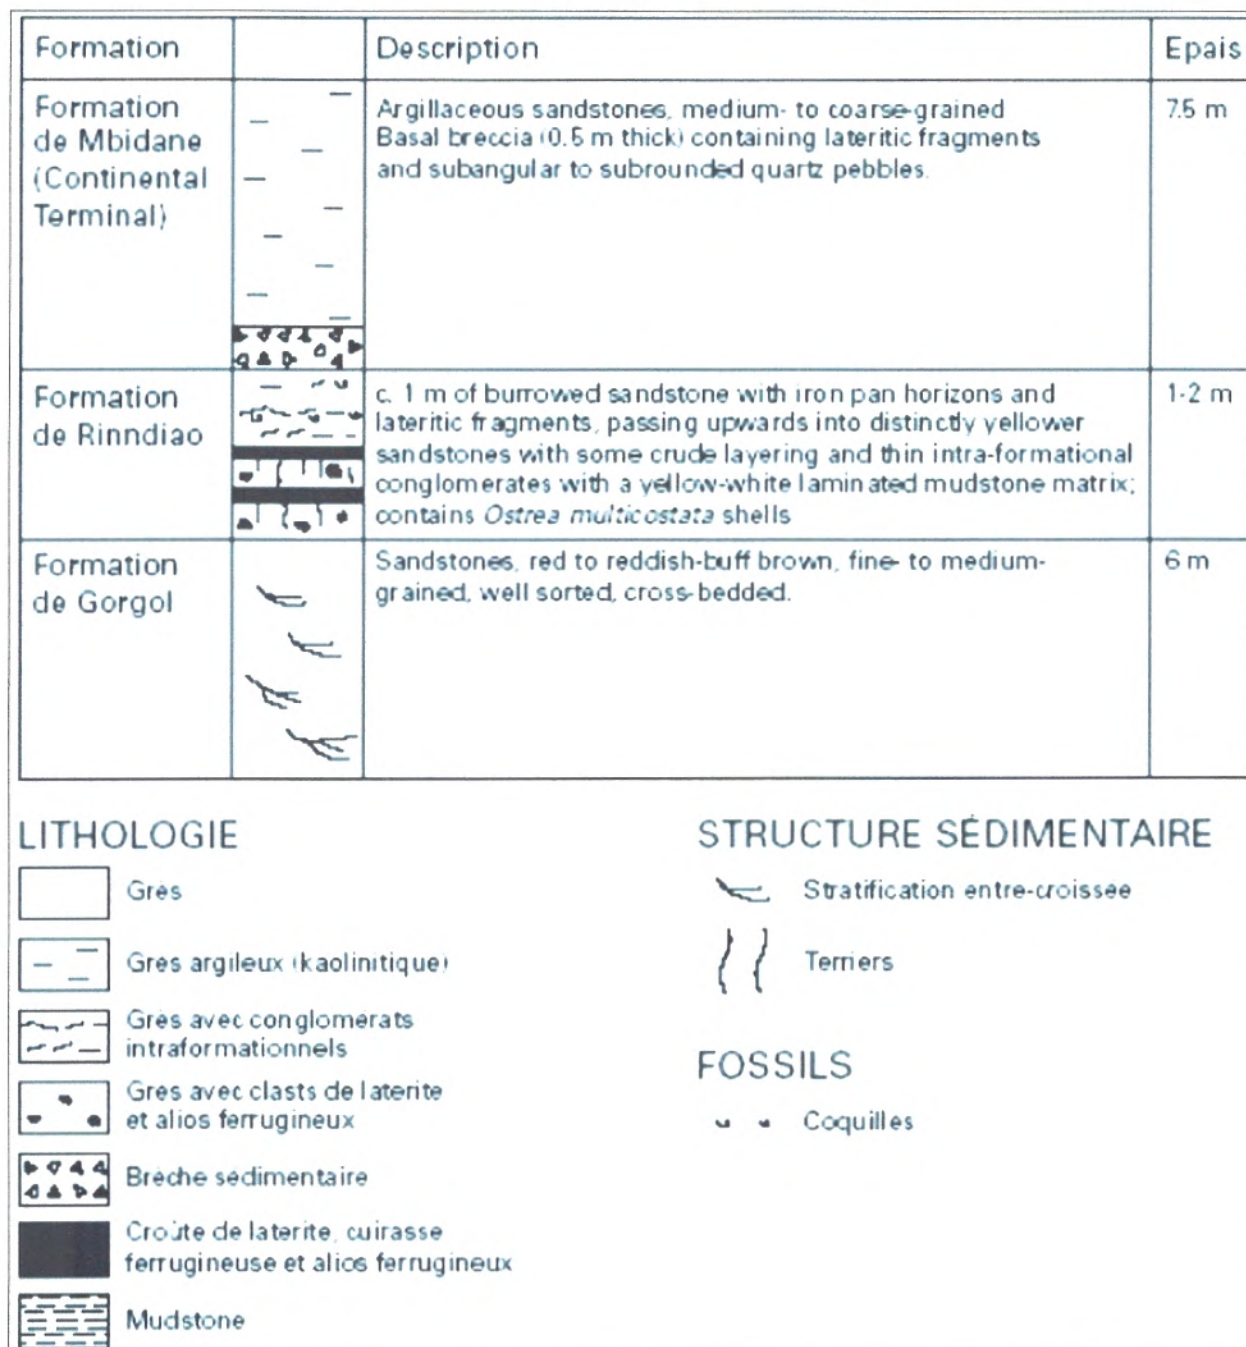 Formation
Description
Epais
Formation
de Mbidane
(Continental
Terminal)
Argillaceous sandstones, medium- to coarse-grained
Basal breccia (0.5 m thick) containing lateritic fragments
and subangular to subrounded quartz pebbles.
7.5 m
Formation
de Rinndiao
c. 1 m of burrowed sandstone with iron pan horizons and
lateritic fragments, passing upwards into distinctly yellower
sandstones with some crude layering and thin intra-formational
conglomerates with a yellow-white laminated mudstone matrix;
contains Ostrea multicostata shells
1-2 m
Formation
de Gorgol
Sandstones, red to reddish-buff brown, fine- to medium-
grained, well sorted, cross-bedded.
6 m
LITHOLOGIE
Grès
Gres argileux (kaolinitique)
Grès avec conglomerats
intraformationnels
Gres avec clasts de laterite
et alios ferrugineux
Brèche sedimentaire
Croûte de laterite, cuirasse
ferrugineuse et alios ferrugineux
Mudstone
STRUCTURE SÉDIMENTAIRE
Stratification entre-croissée
Terriers
FOSSILS
Coquilles